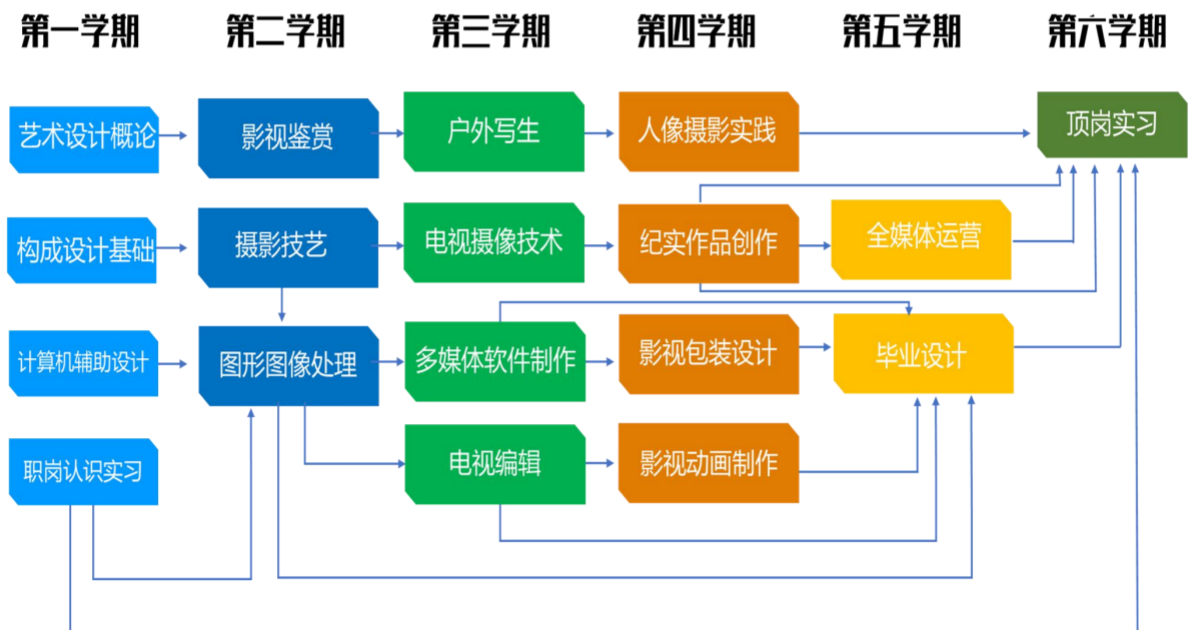 第一学期 第二学期 第三学期 第四学期 第五学期 第六学期
艺术设计概论 影视鉴赏 户外写生 人像摄影实践 顶岗实习
构成设计基础 摄影技艺 电视摄像技术 纪实作品创作 全媒体运营
计算机辅助设计 图形图像处理 多媒体软件制作 影视包装设计 毕业设计
职岗认识实习 电视编辑 影视动画制作